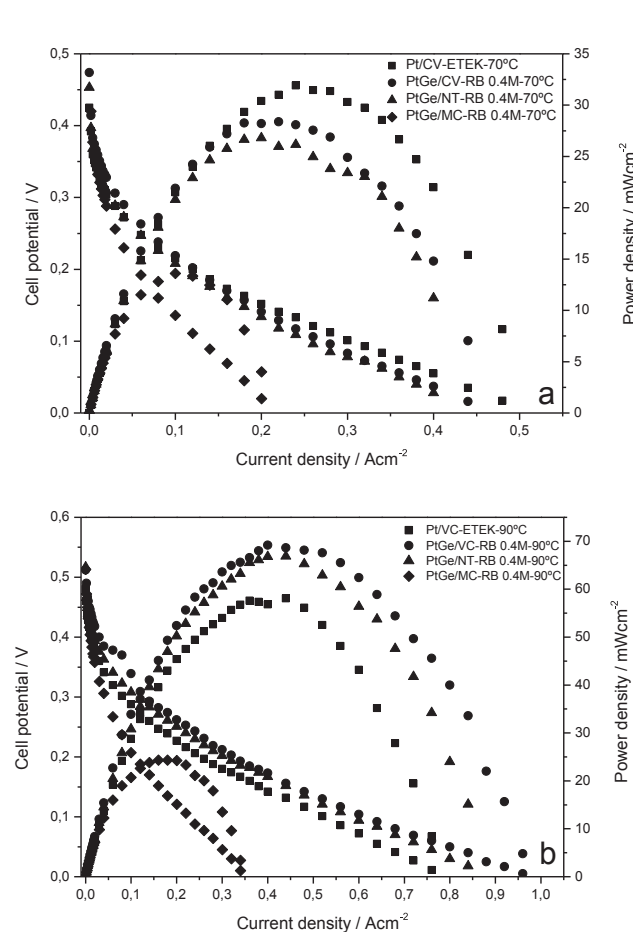 0,5
0,4
0,3
0,2
0,1
0,0
Cell potential / V
35
30
25
20
15
10
5
0
Power density / mWcm-2
Pt/CV-ETEK-70ºC
PtGe/CV-RB 0.4M-70ºC
PtGe/NT-RB 0.4M-70ºC
PtGe/MC-RB 0.4M-70ºC
a
0,0 0,1 0,2 0,3 0,4 0,5
Current density / Acm-2
0,6
0,5
0,4
0,3
0,2
0,1
0,0
Cell potential / V
70
60
50
40
30
20
10
0
Power density / mWcm-2
Pt/VC-ETEK-90ºC
PtGe/VC-RB 0.4M-90ºC
PtGe/NT-RB 0.4M-90ºC
PtGe/MC-RB 0.4M-90ºC
b
0,0 0,1 0,2 0,3 0,4 0,5 0,6 0,7 0,8 0,9 1,0
Current density / Acm-2